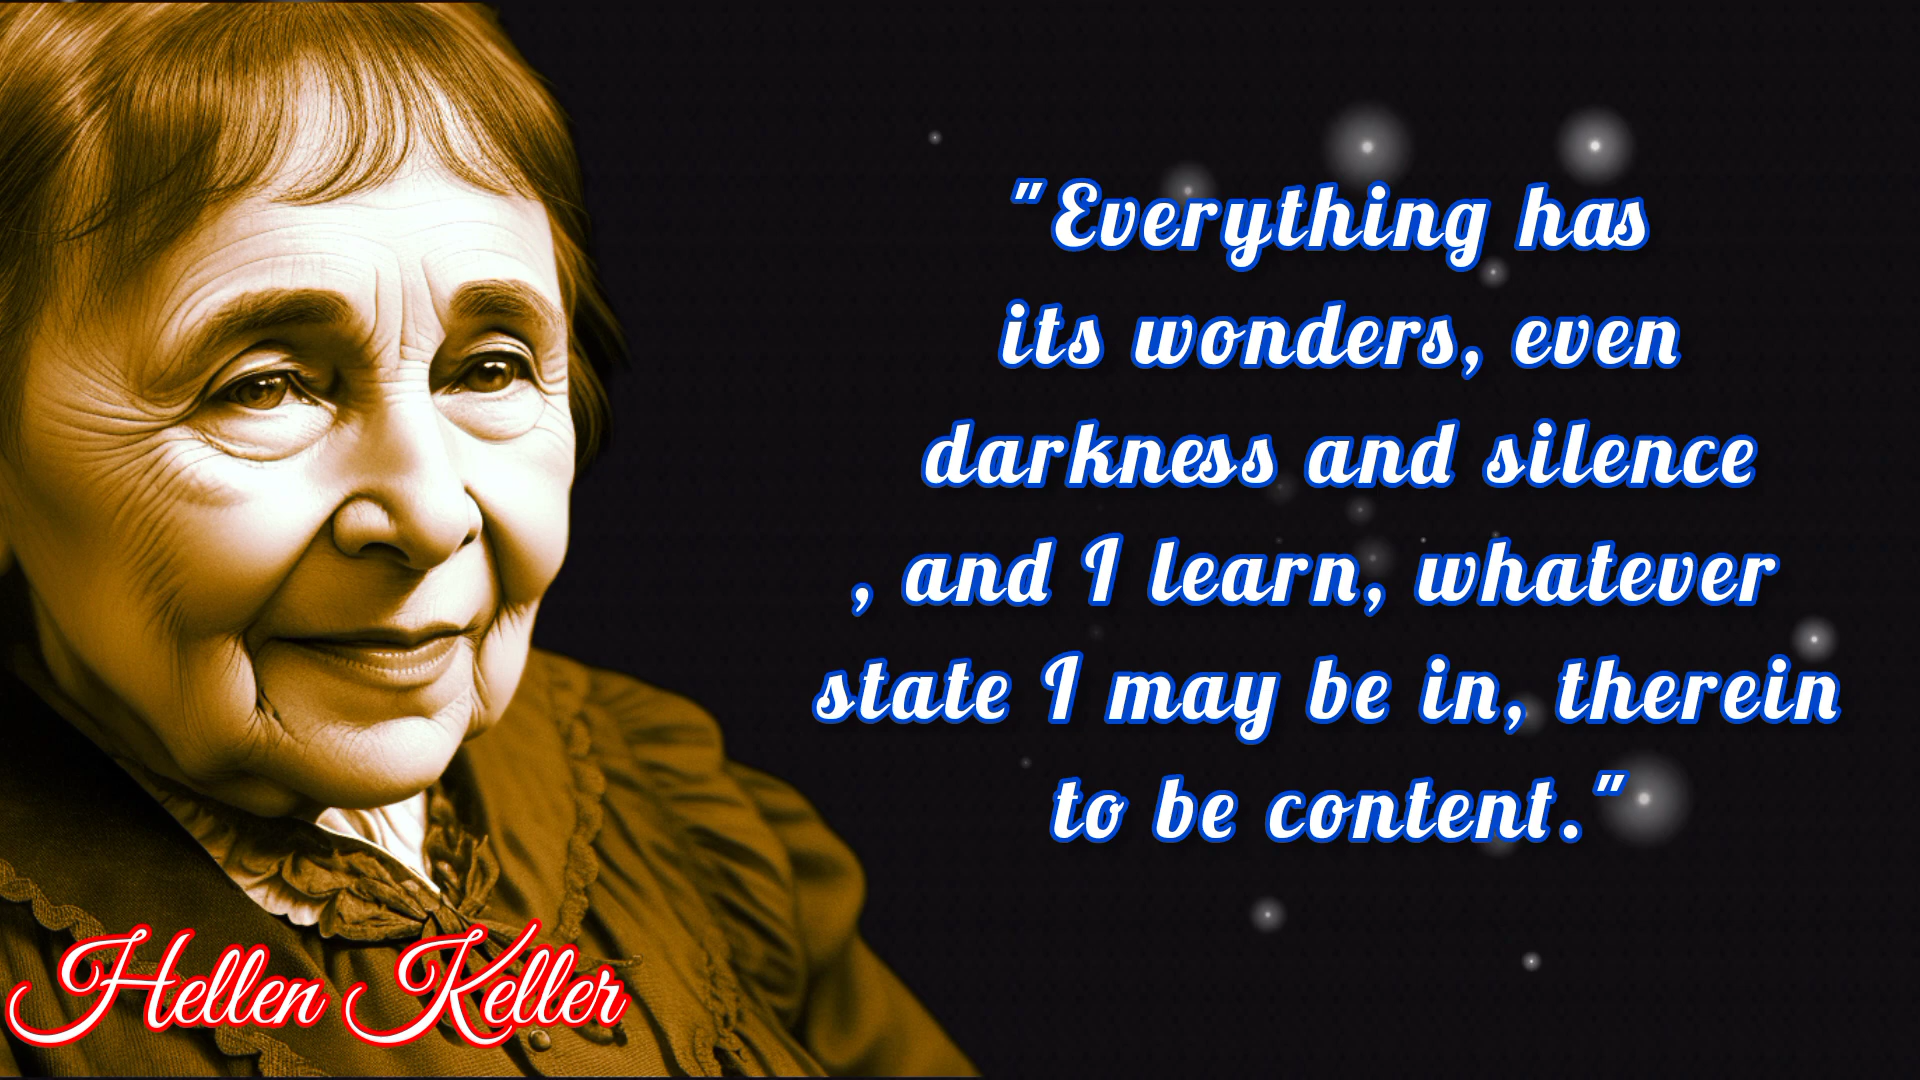 "Everything has
its wonders, even
darkness and silence
, and I learn, whatever
state I may be in, therein
to be content."
Hellen Keller